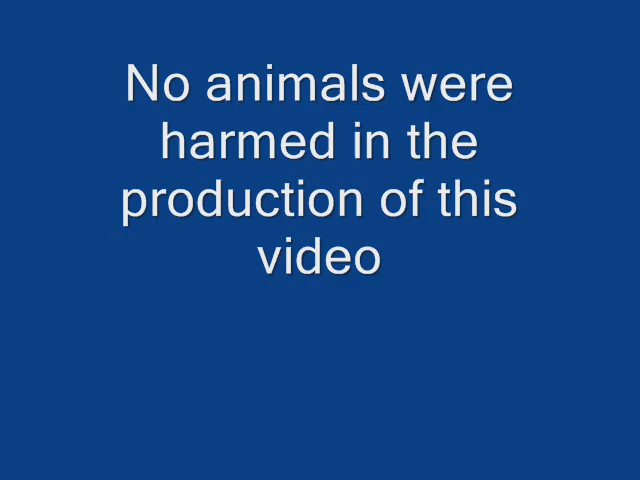 No animals were
harmed in the
production of this
video